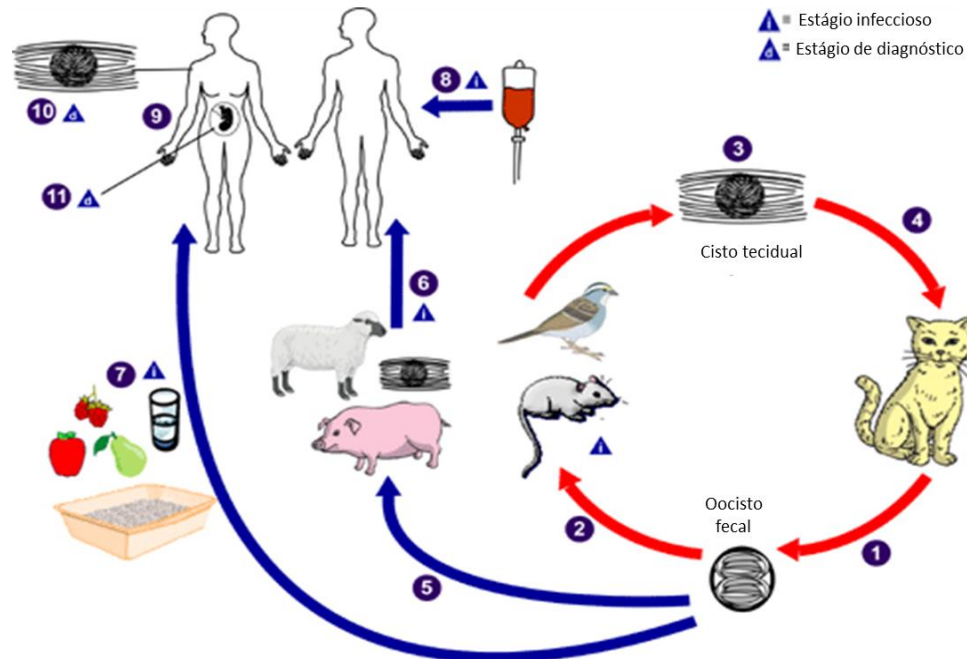 i = Estágio infeccioso
d = Estágio de diagnóstico
8 i
10 d
9
3
11 d
4
Cisto tecidual
6
i
7 i
i
Oocisto
fecal
2
1
5